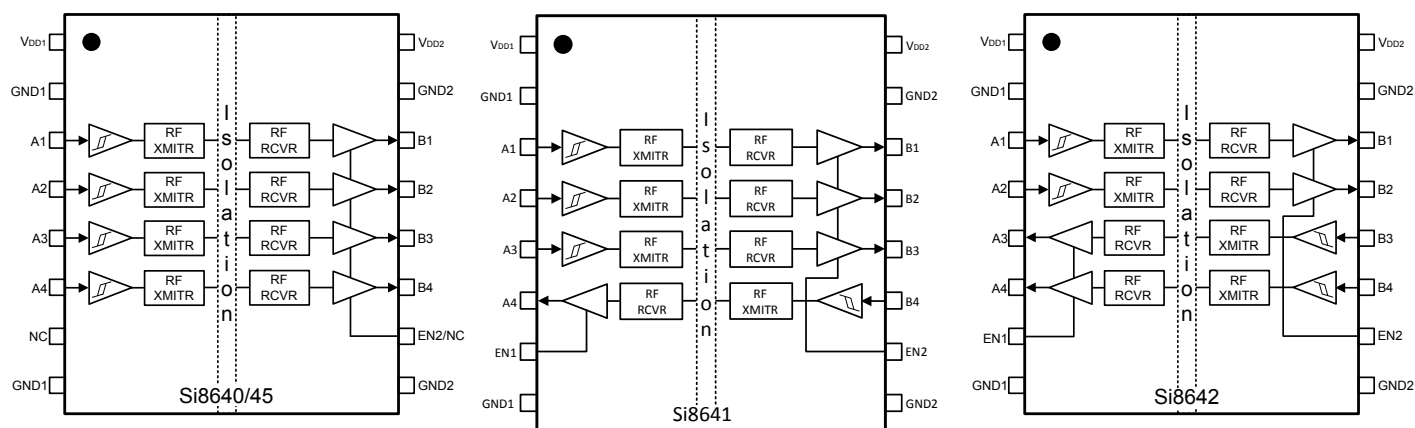 VDD1
VDD2
GND1
GND2
A1
RF XMITR
RF RCVR
B1
A2
RF XMITR
RF RCVR
B2
A3
RF XMITR
RF RCVR
B3
A4
RF XMITR
RF RCVR
B4
NC
EN2/NC
GND1
GND2
Isolation
Si8640/45
VDD1
VDD2
GND1
GND2
A1
RF XMITR
RF RCVR
B1
A2
RF XMITR
RF RCVR
B2
A3
RF XMITR
RF RCVR
B3
A4
RF RCVR
RF XMITR
B4
EN1
EN2
GND1
GND2
Isolation
Si8641
VDD1
VDD2
GND1
GND2
A1
RF XMITR
RF RCVR
B1
A2
RF XMITR
RF RCVR
B2
A3
RF RCVR
RF XMITR
B3
A4
RF RCVR
RF XMITR
B4
EN1
EN2
GND1
GND2
Isolation
Si8642